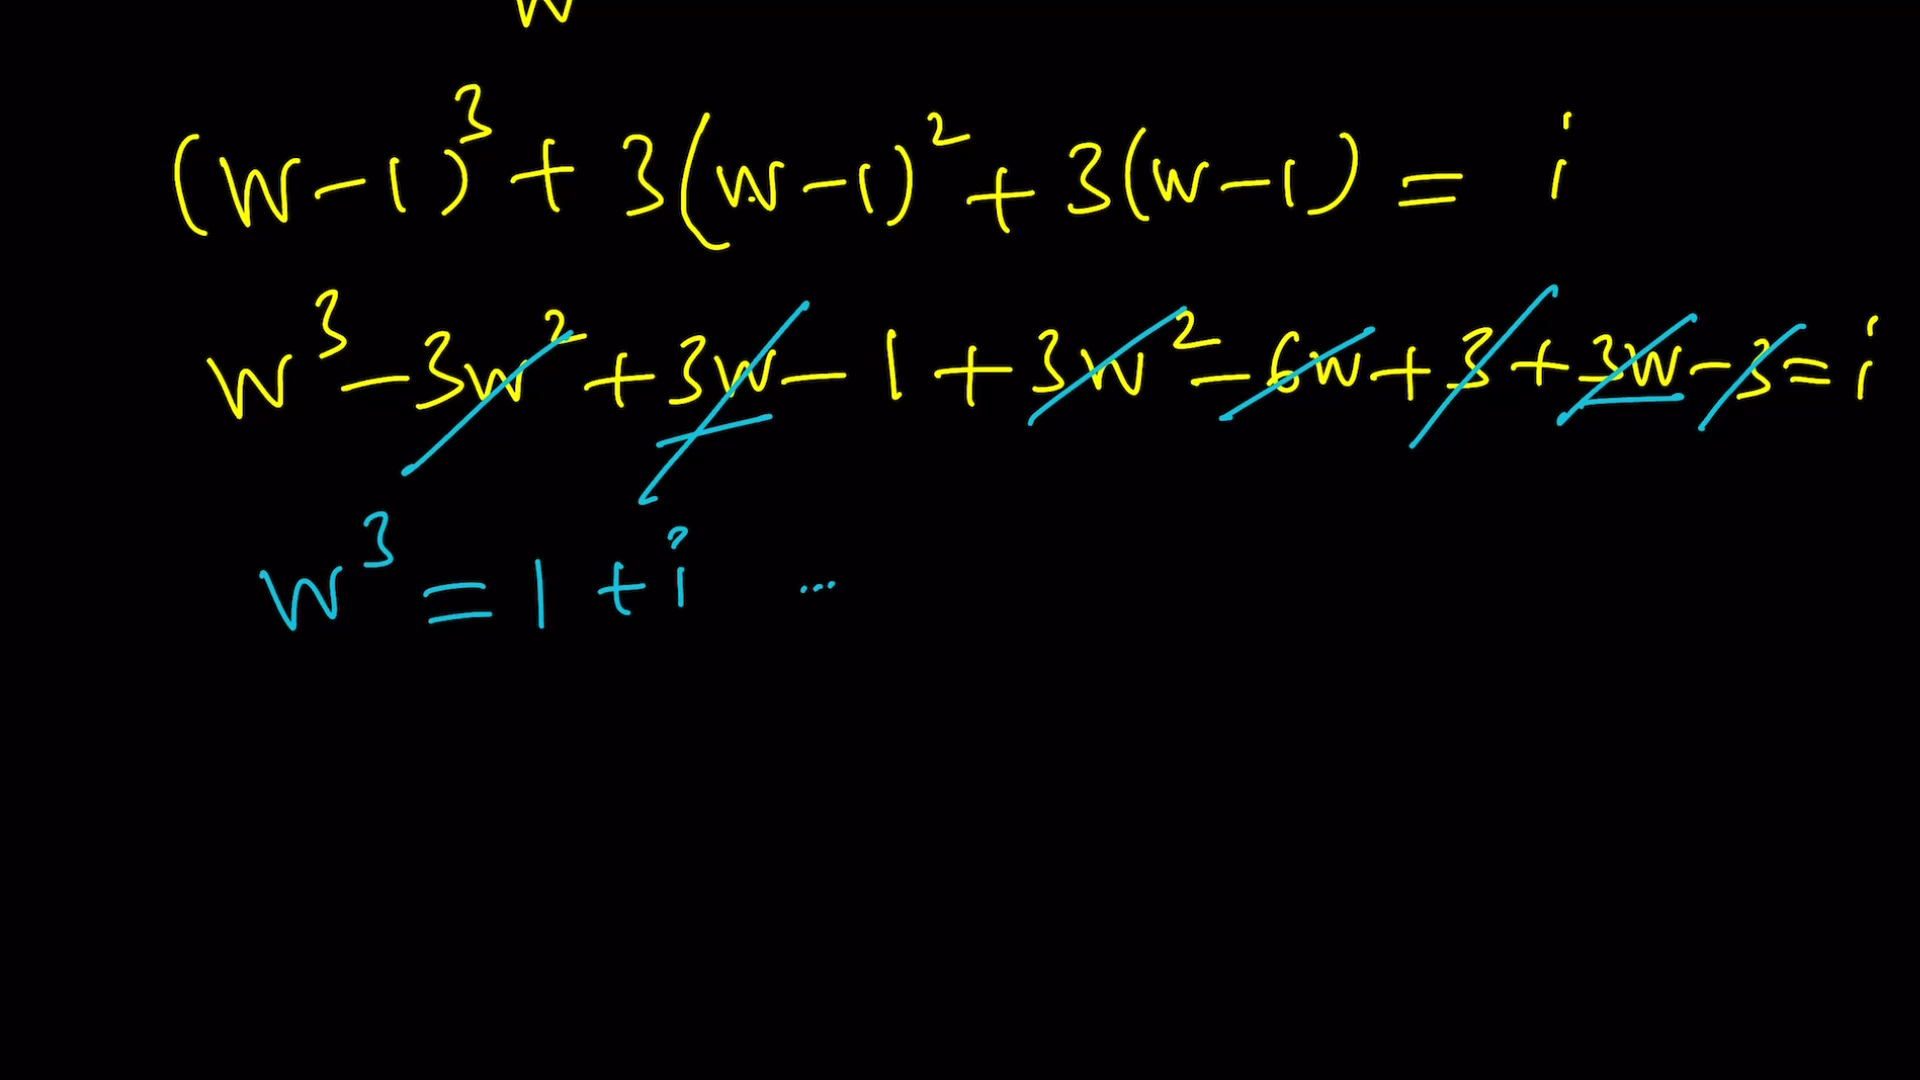 w
(w-1)³ + 3(w-1)² + 3(w-1) = i
w³ - 3w² + 3w - 1 + 3w² - 6w + 3 + 3w - 3 = i
w³ = 1 + i ...